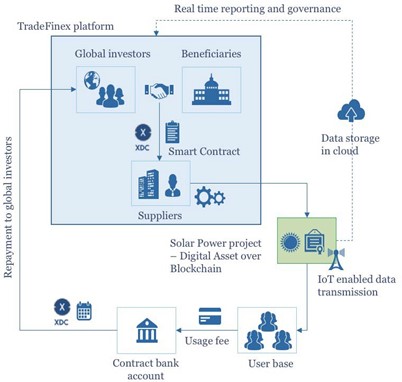 Real time reporting and governance
TradeFinex platform
Global investors
Beneficiaries
XDC
Smart Contract
Data storage
in cloud
Suppliers
Repayment to global investors
Solar Power project
– Digital Asset over
Blockchain
IoT enabled data
transmission
XDC
Usage fee
Contract bank
account
User base